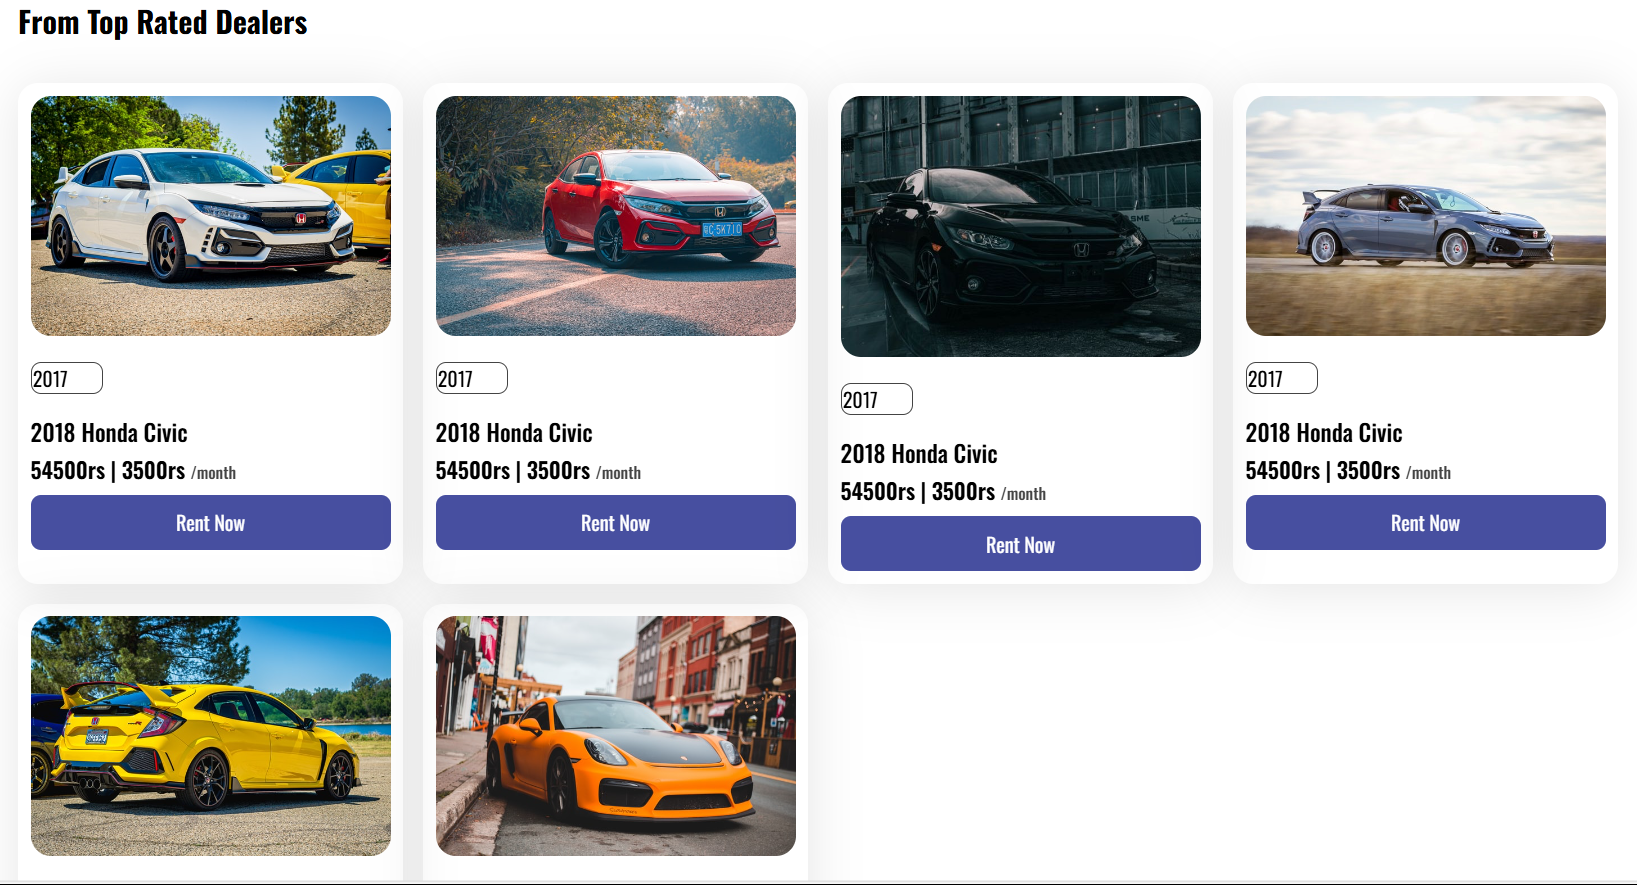 From Top Rated Dealers
2017
2018 Honda Civic
54500rs | 3500rs /month
Rent Now
2017
2018 Honda Civic
54500rs | 3500rs /month
Rent Now
2017
2018 Honda Civic
54500rs | 3500rs /month
Rent Now
2017
2018 Honda Civic
54500rs | 3500rs /month
Rent Now